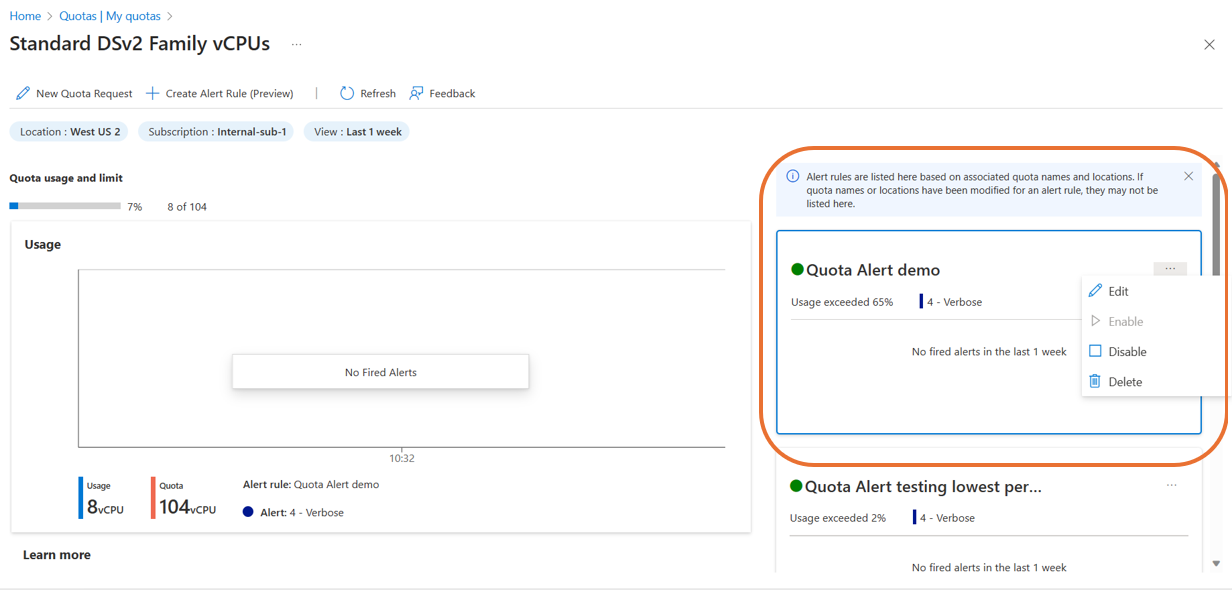 Home > Quotas | My quotas >
Standard DSv2 Family vCPUs ...
New Quota Request Create Alert Rule (Preview) | Refresh Feedback
Location : West US 2 Subscription : Internal-sub-1 View : Last 1 week
Quota usage and limit
7% 8 of 104
Usage
No Fired Alerts
10:32
Usage
8vCPU
Quota
104vCPU
Alert rule: Quota Alert demo
Alert: 4 - Verbose
Learn more
Alert rules are listed here based on associated quota names and locations. If
quota names or locations have been modified for an alert rule, they may not be
listed here.
Quota Alert demo ...
Usage exceeded 65% 4 - Verbose
No fired alerts in the last 1 week
Edit
Enable
Disable
Delete
Quota Alert testing lowest per... ...
Usage exceeded 2% 4 - Verbose
No fired alerts in the last 1 week